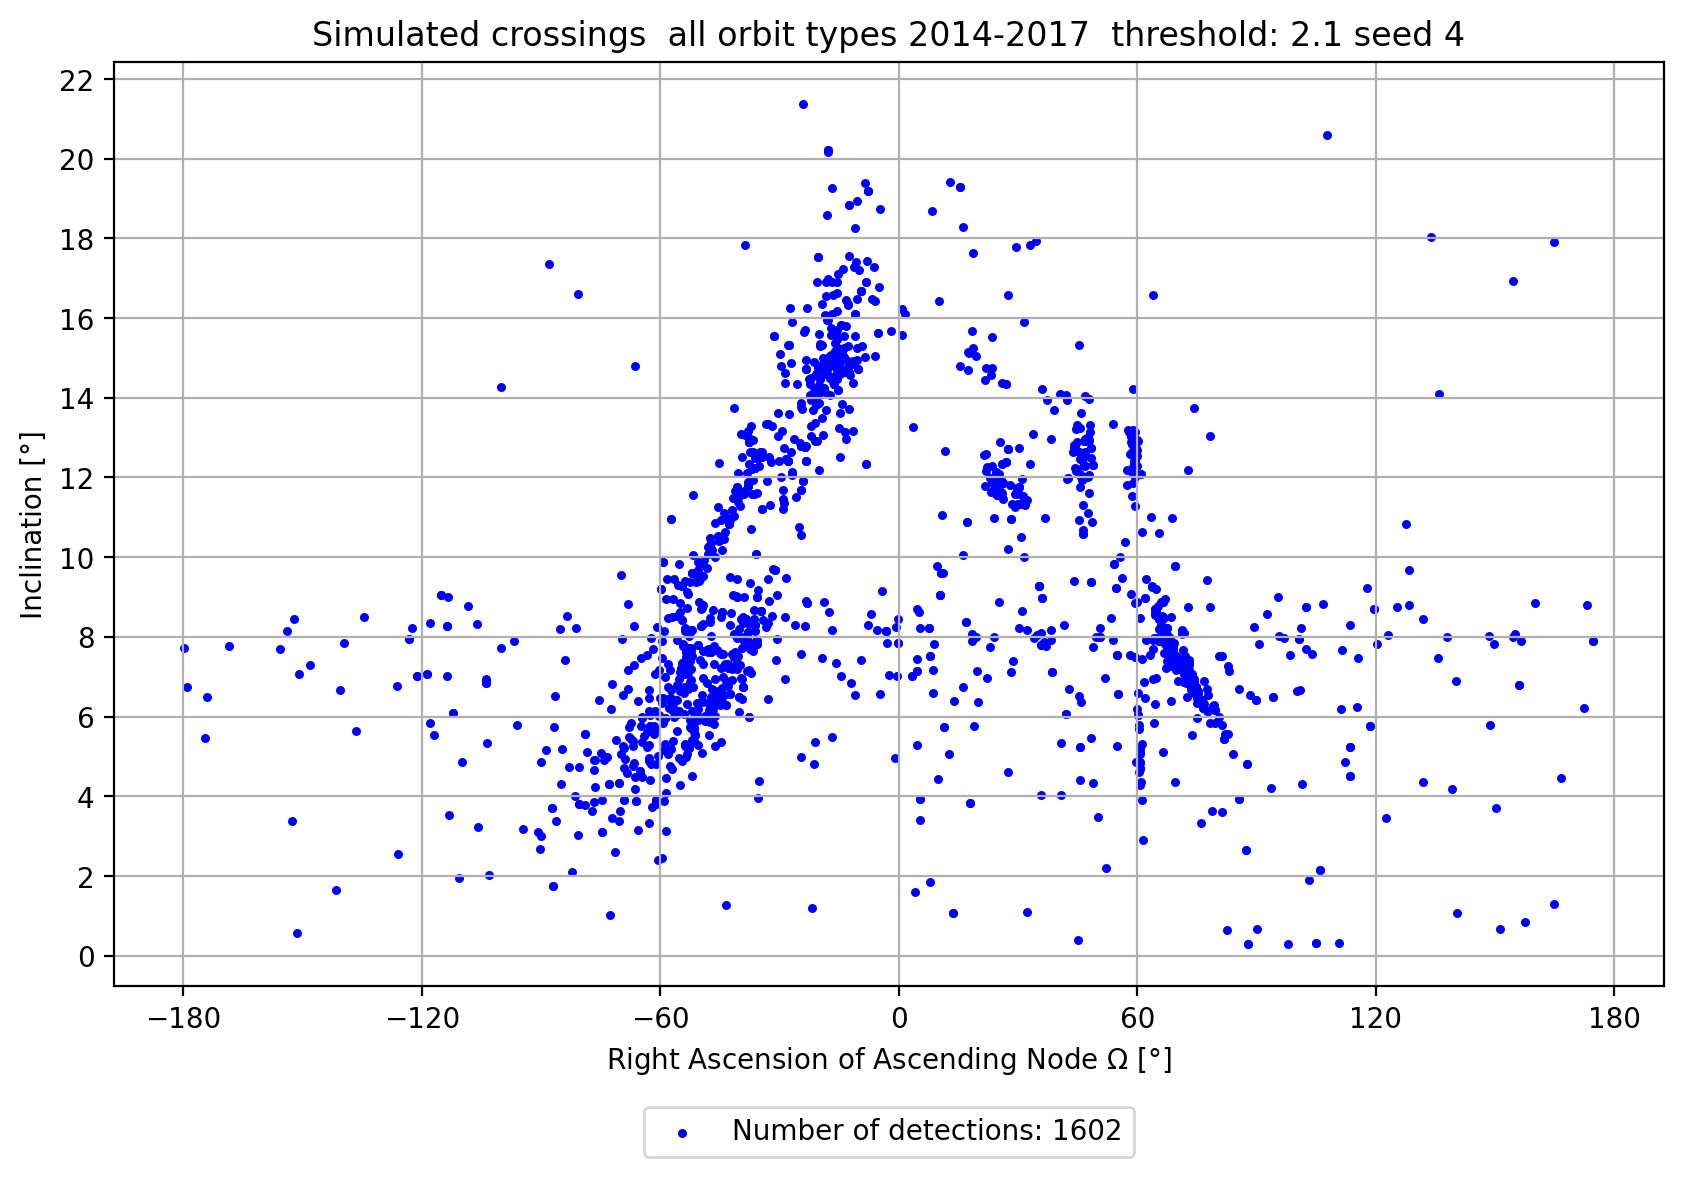 Simulated crossings  all orbit types 2014-2017  threshold: 2.1 seed 4
22
20
18
16
14
12
10
8
6
4
2
0
Inclination [°]
−180 −120 −60 0 60 120 180
Right Ascension of Ascending Node Ω [°]
Number of detections: 1602